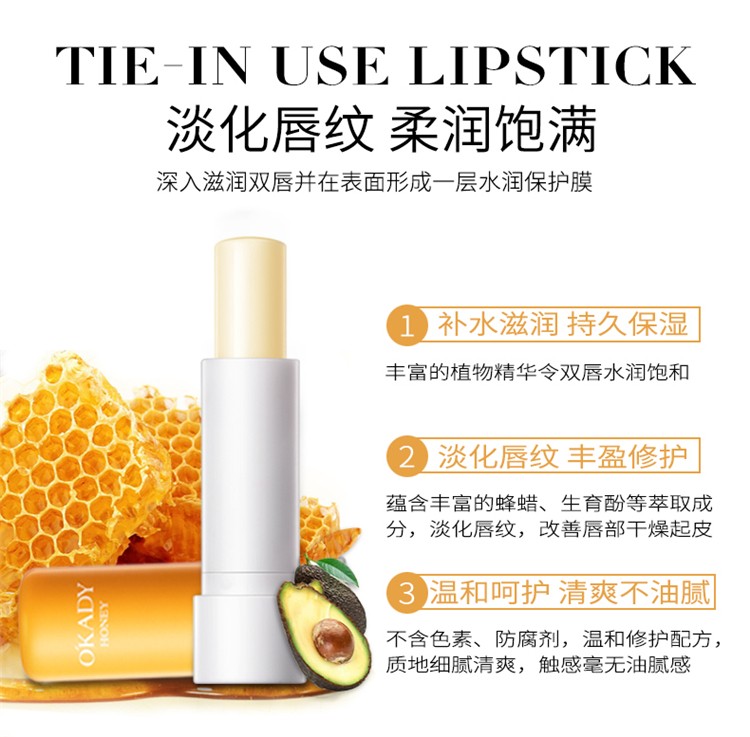 TIE-IN USE LIPSTICK
淡化唇纹 柔润饱满
深入滋润双唇并在表面形成一层水润保护膜
1 补水滋润 持久保湿
丰富的植物精华令双唇水润饱和
2 淡化唇纹 丰盈修护
蕴含丰富的蜂蜡、生育酚等萃取成
分，淡化唇纹，改善唇部干燥起皮
3 温和呵护 清爽不油腻
不含色素、防腐剂，温和修护配方，
质地细腻清爽，触感毫无油腻感
O'KADY
HONEY